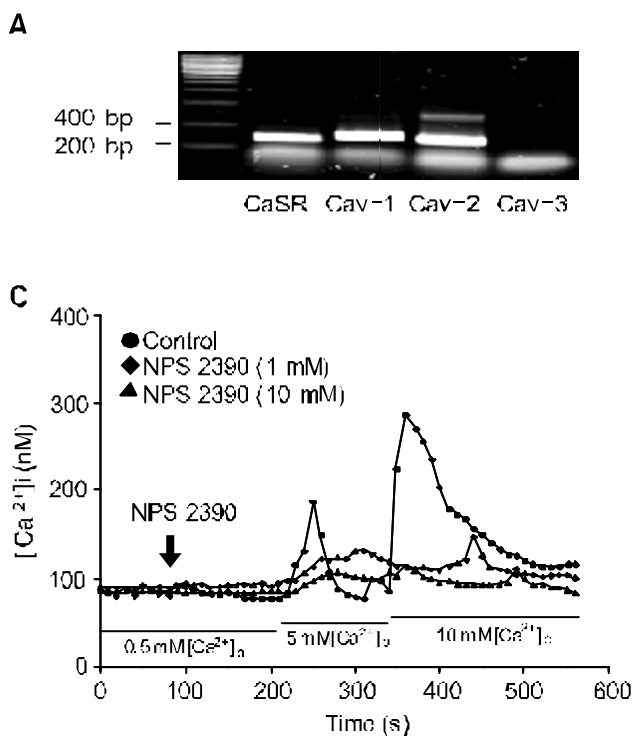 A
400 bp
200 bp
CaSR Cav-1 Cav-2 Cav-3
C
400
300
200
100
0
[Ca 2+]i (nM)
Control
NPS 2390 (1 mM)
NPS 2390 (10 mM)
NPS 2390
0.5 mM[Ca2+]o
5 mM[Ca2+]o
10 mM[Ca2+]o
0 100 200 300 400 500 600
Time (s)